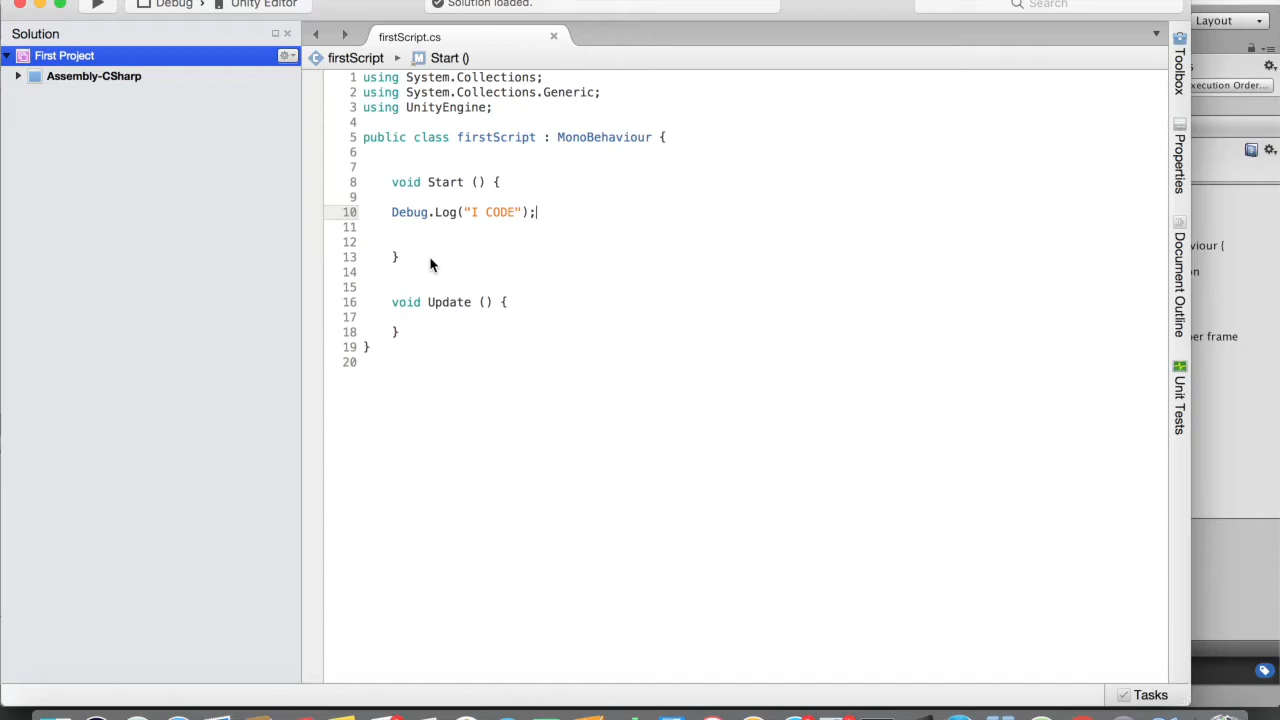 Debug › Unity Editor
Solution loaded.
Search
Solution
firstScript.cs
Layout
First Project
firstScript ▸ M Start ()
Assembly-CSharp
1 using System.Collections;
2 using System.Collections.Generic;
3 using UnityEngine;
4
5 public class firstScript : MonoBehaviour {
6
7
8 void Start () {
9
10 Debug.Log("I CODE");
11
12
13 }
14
15
16 void Update () {
17
18 }
19 }
20
Toolbox
Properties
Document Outline
Unit Tests
xecution Order...
viour {
on
er frame
Tasks